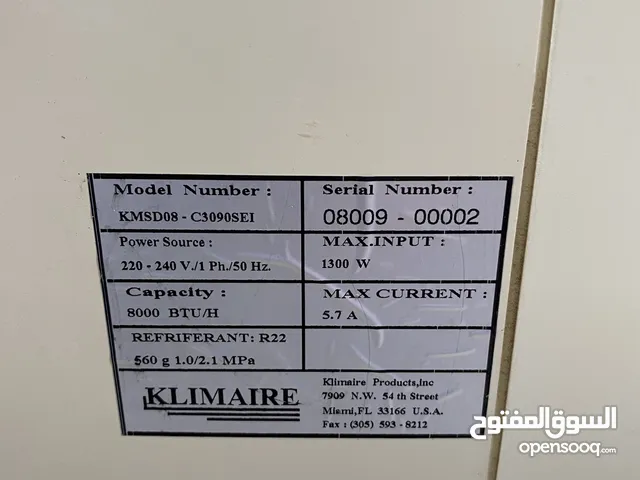 Model Number :
KMSD08 - C3090SEI
Serial Number :
08009 - 00002
Power Source :
220 - 240 V./1 Ph./50 Hz.
MAX.INPUT :
1300 W
Capacity :
8000 BTU/H
MAX CURRENT :
5.7 A
REFRIFERANT: R22
560 g 1.0/2.1 MPa
KLIMAIRE
Klimaire Products,Inc
7909 N.W. 54 th Street
Miemi,FL 33166 U.S.A.
Fax : (305) 593 - 8212
السوق المفتوح
opensooq.com